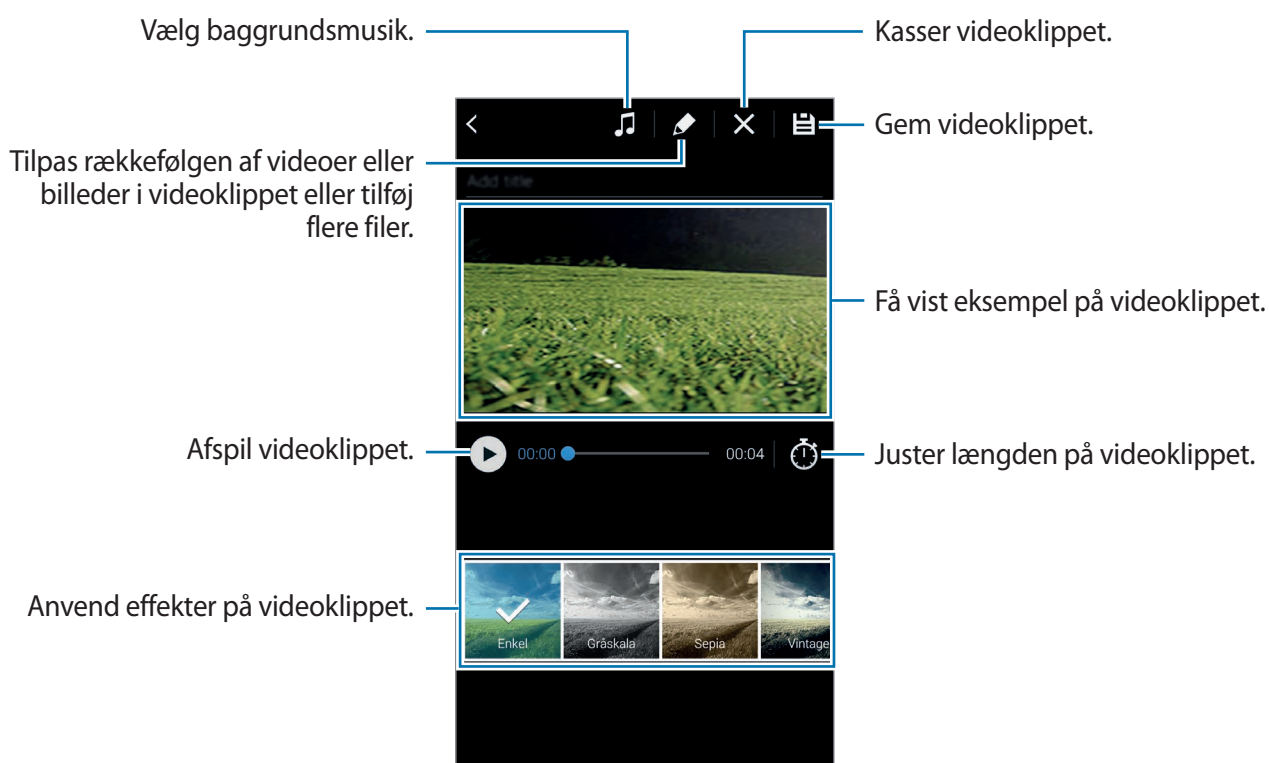 Vælg baggrundsmusik.
Kasser videoklippet.
Gem videoklippet.
Tilpas rækkefølgen af videoer eller
billeder i videoklippet eller tilføj
flere filer.
Add title
Få vist eksempel på videoklippet.
Afspil videoklippet.
00:00
00:04
Juster længden på videoklippet.
Anvend effekter på videoklippet.
Enkel
Gråskala
Sepia
Vintage